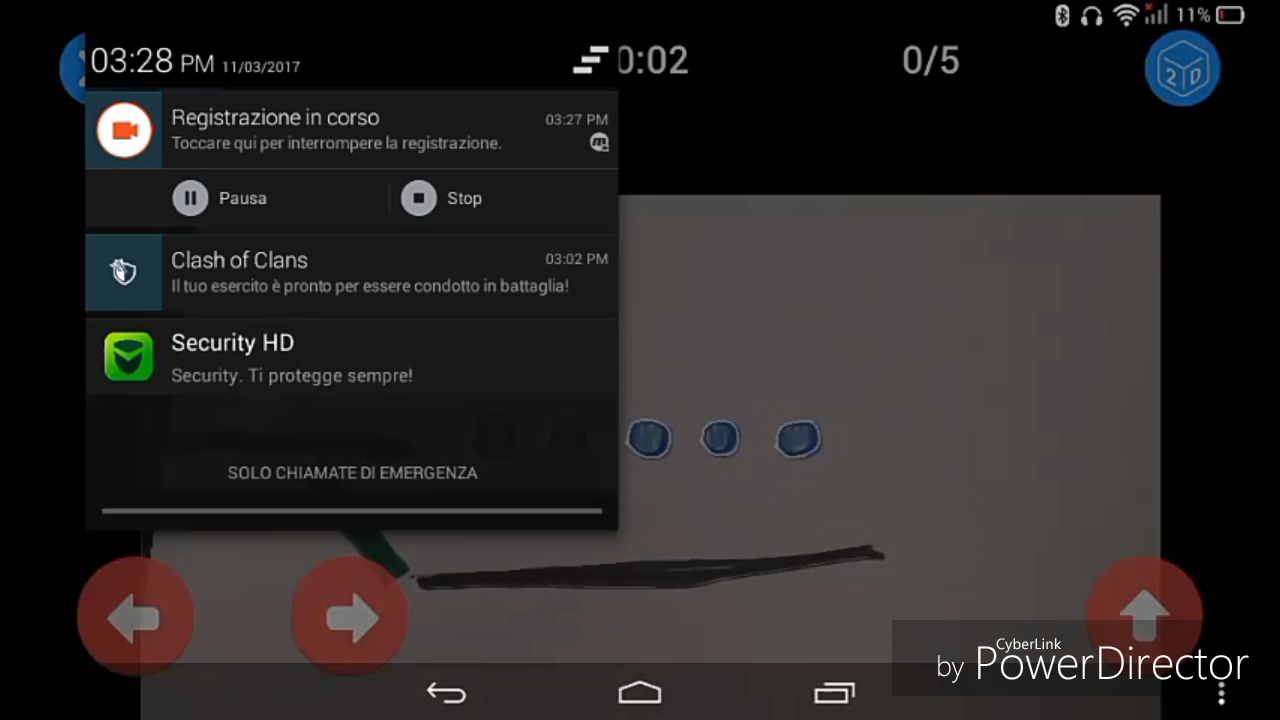 11%
03:28 PM 11/03/2017
0:02
0/5
2D
Registrazione in corso
03:27 PM
Toccare qui per interrompere la registrazione.
Pausa
Stop
Clash of Clans
03:02 PM
Il tuo esercito è pronto per essere condotto in battaglia!
Security HD
Security. Ti protegge sempre!
SOLO CHIAMATE DI EMERGENZA
CyberLink
by PowerDirector